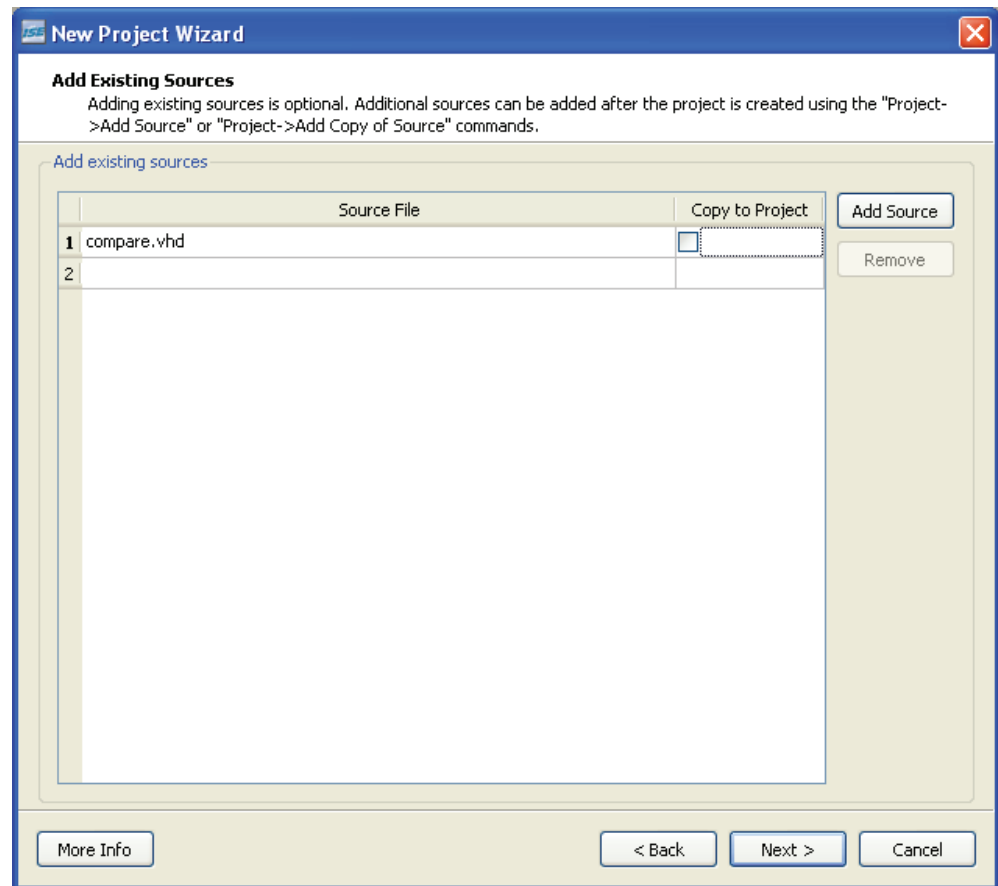 ISE New Project Wizard
Add Existing Sources
Adding existing sources is optional. Additional sources can be added after the project is created using the "Project-
>Add Source" or "Project->Add Copy of Source" commands.
Add existing sources
Source File Copy to Project
Add Source
1 compare.vhd
Remove
2
More Info < Back Next > Cancel